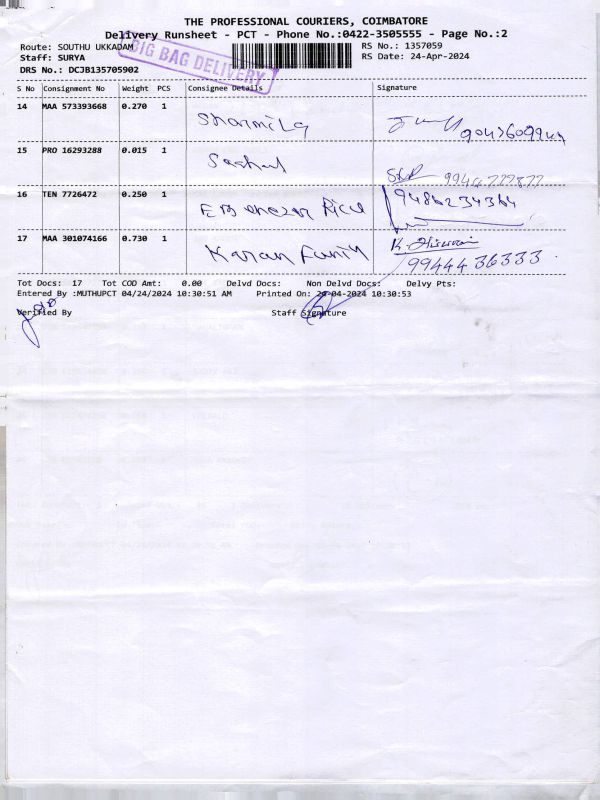 THE PROFESSIONAL COURIERS, COIMBATORE
Delivery Runsheet - PCT - Phone No.:0422-3505555 - Page No.:2
Route: SOUTHU UKKADAM
RS No.: 1357059
Staff: SURYA
RS Date: 24-Apr-2024
DRS No.: DCJB135705902
BIG BAG DELIVERY
S No Consignment No Weight PCS Consignee Details Signature
14 MAA 573393668 0.270 1 Sharmila
15 PRO 16293288 0.015 1
16 TEN 7726472 0.250 1 9486234364
17 MAA 301074166 0.730 1 Karan
9944436333
Tot Docs: 17 Tot COD Amt: 0.00 Delvd Docs: Non Delvd Docs: Delvy Pts:
Entered By :MUTHUPCT 04/24/2024 10:30:51 AM Printed On: 24-04-2024 10:30:53
Verified By Staff Signature